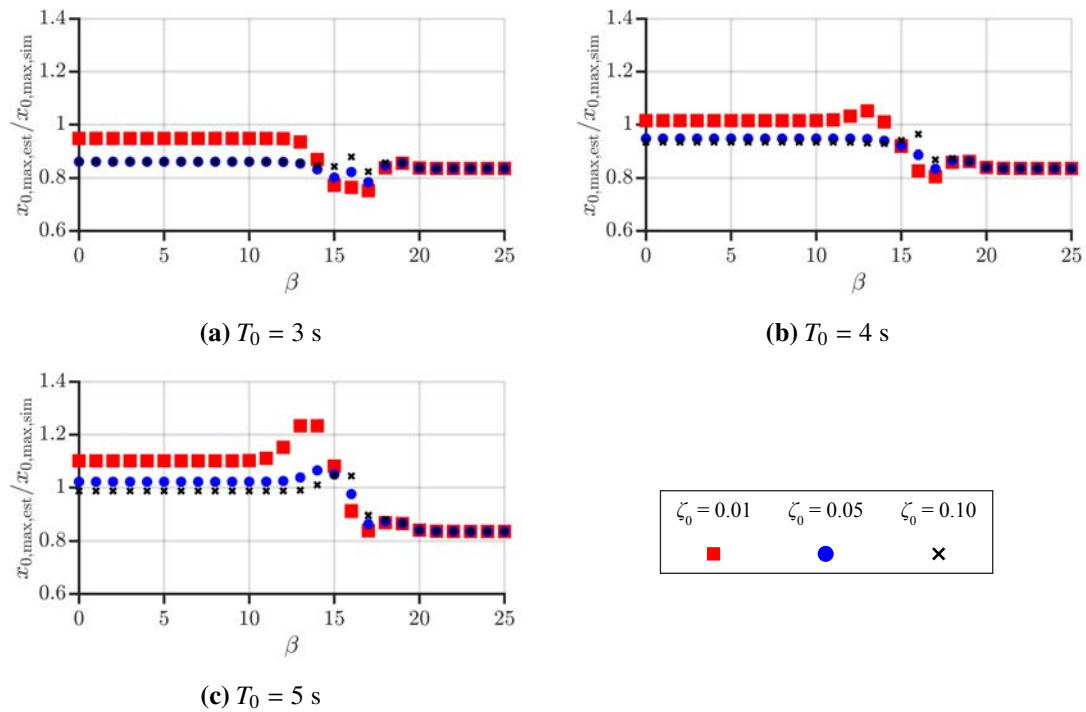 1.4
1.2
1
0.8
0.6
x0,max,est/x0,max,sim
0 5 10 15 20 25
β
(a) T0 = 3 s
1.4
1.2
1
0.8
0.6
x0,max,est/x0,max,sim
0 5 10 15 20 25
β
(b) T0 = 4 s
1.4
1.2
1
0.8
0.6
x0,max,est/x0,max,sim
0 5 10 15 20 25
β
(c) T0 = 5 s
ζ0 = 0.01 ζ0 = 0.05 ζ0 = 0.10